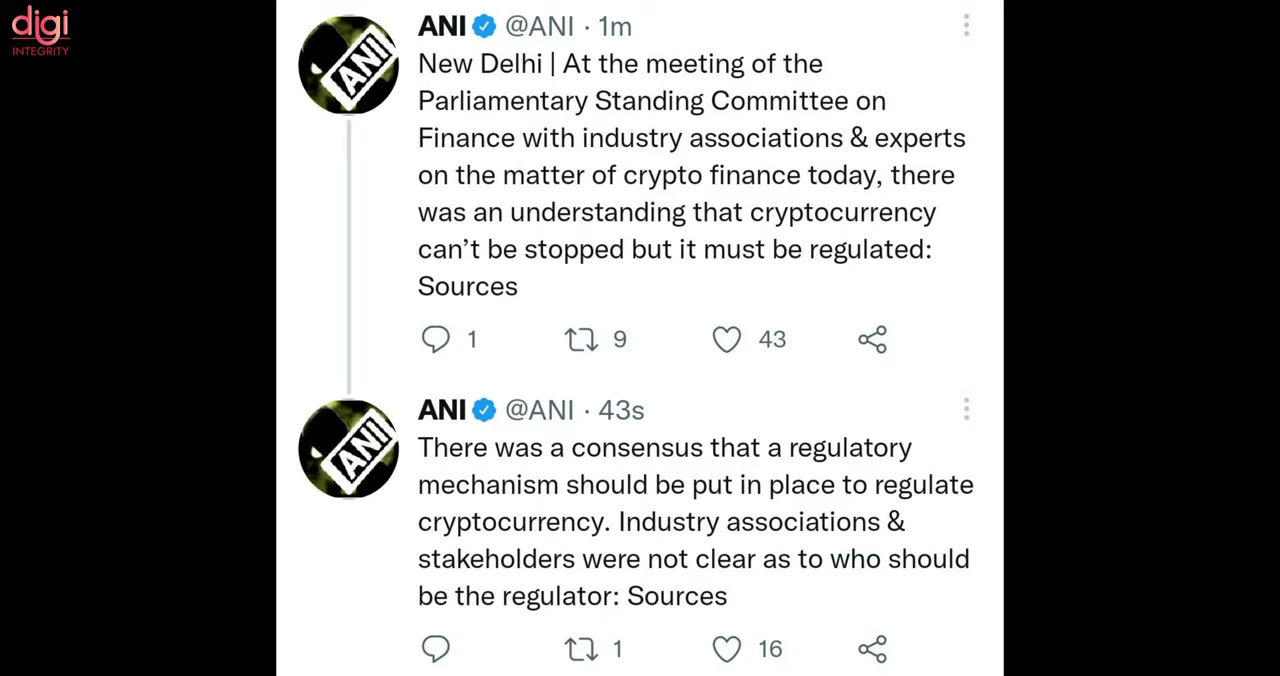 digi
INTEGRITY
ANI @ANI · 1m
New Delhi | At the meeting of the
Parliamentary Standing Committee on
Finance with industry associations & experts
on the matter of crypto finance today, there
was an understanding that cryptocurrency
can’t be stopped but it must be regulated:
Sources
1 9 43
ANI
ANI @ANI · 43s
There was a consensus that a regulatory
mechanism should be put in place to regulate
cryptocurrency. Industry associations &
stakeholders were not clear as to who should
be the regulator: Sources
1 16
ANI